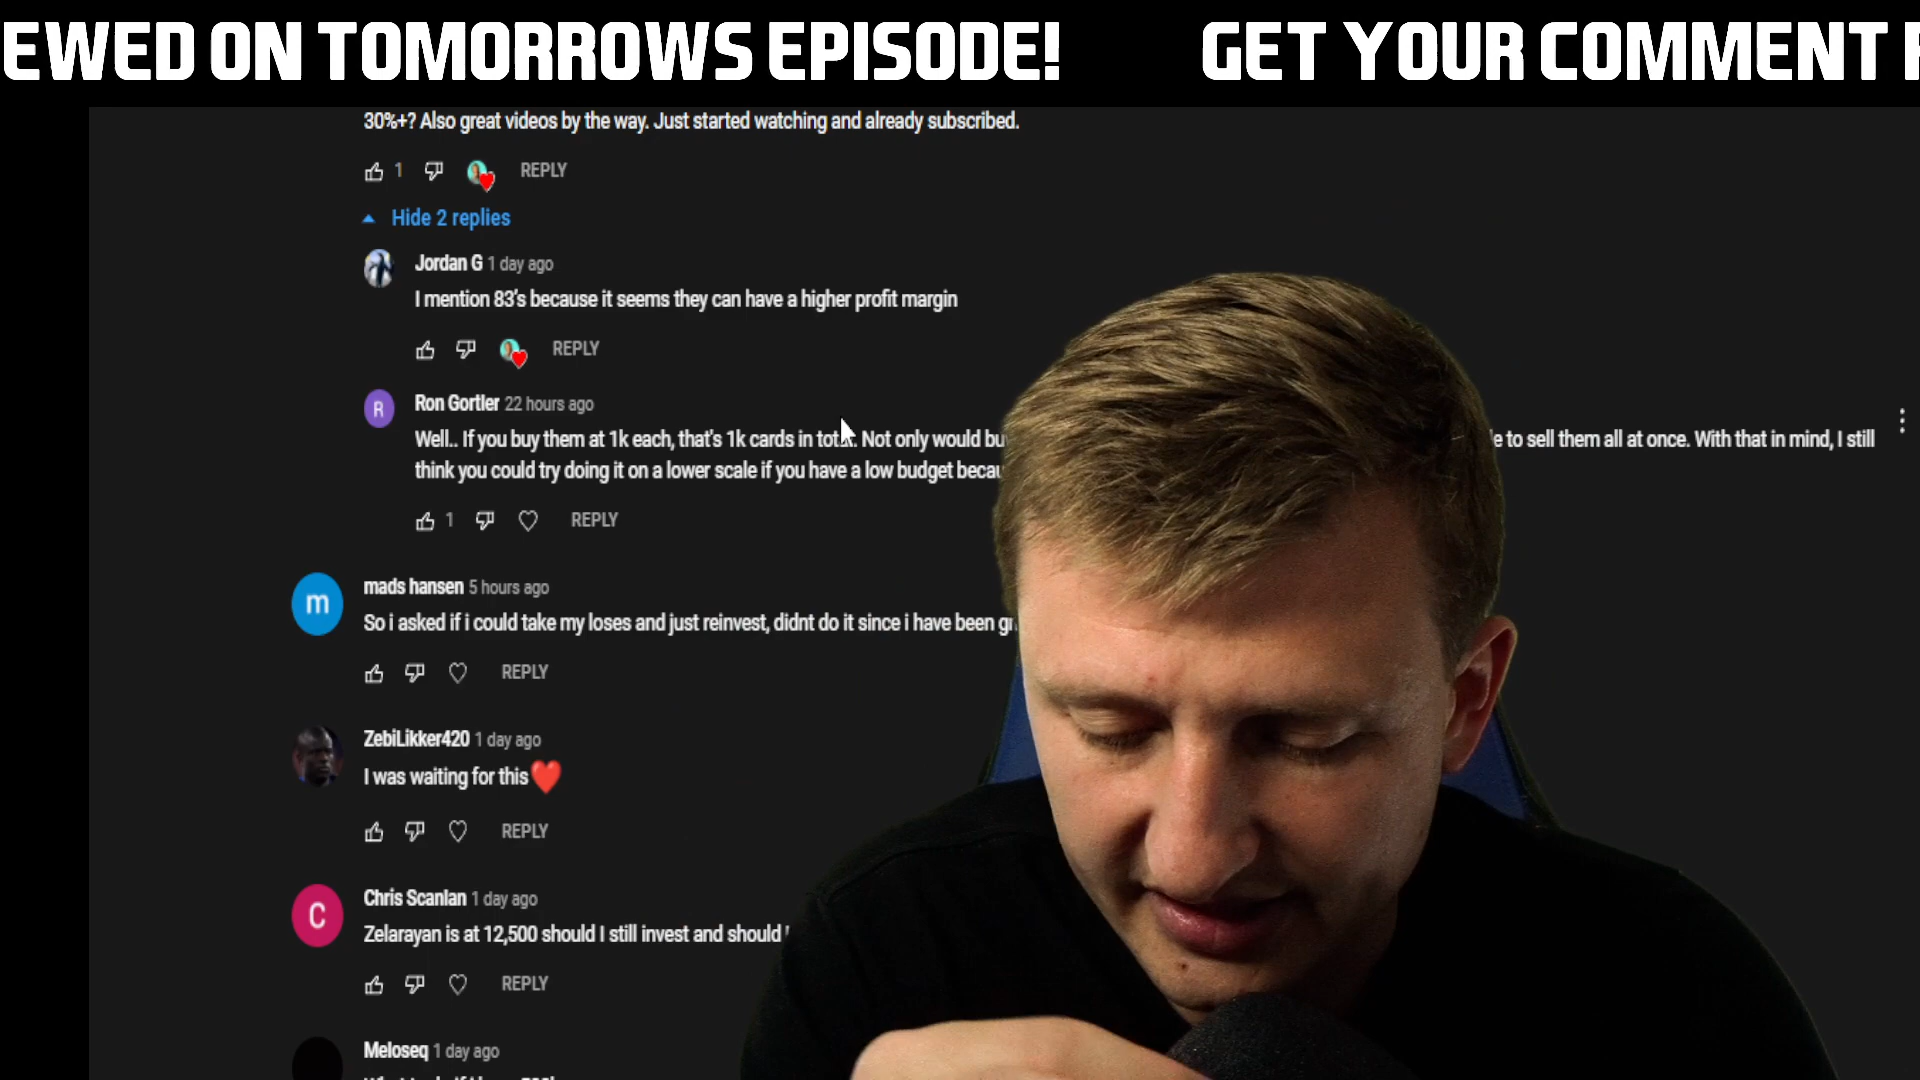 EWED ON TOMORROWS EPISODE! GET YOUR COMMENT
30%+? Also great videos by the way. Just started watching and already subscribed.
1 REPLY
Hide 2 replies
Jordan G 1 day ago
I mention 83's because it seems they can have a higher profit margin
REPLY
R
Ron Gortler 22 hours ago
Well.. If you buy them at 1k each, that's 1k cards in total. Not only would to sell them all at once. With that in mind, I still
think you could try doing it on a lower scale if you have a low budget
1 REPLY
m
mads hansen 5 hours ago
So i asked if i could take my loses and just reinvest, didnt do it since i have been
REPLY
ZebiLikker420 1 day ago
I was waiting for this❤️
REPLY
C
Chris Scanlan 1 day ago
Zelarayan is at 12,500 should I still invest and should
REPLY
Meloseq 1 day ago